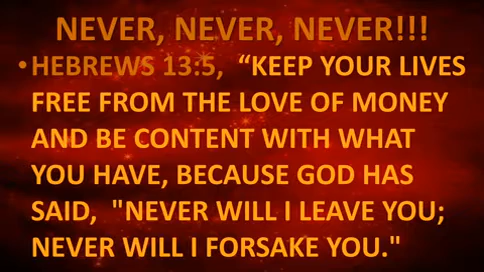 NEVER, NEVER, NEVER!!!
•HEBREWS 13:5,  “KEEP YOUR LIVES
FREE FROM THE LOVE OF MONEY
AND BE CONTENT WITH WHAT
YOU HAVE, BECAUSE GOD HAS
SAID,  "NEVER WILL I LEAVE YOU;
NEVER WILL I FORSAKE YOU."